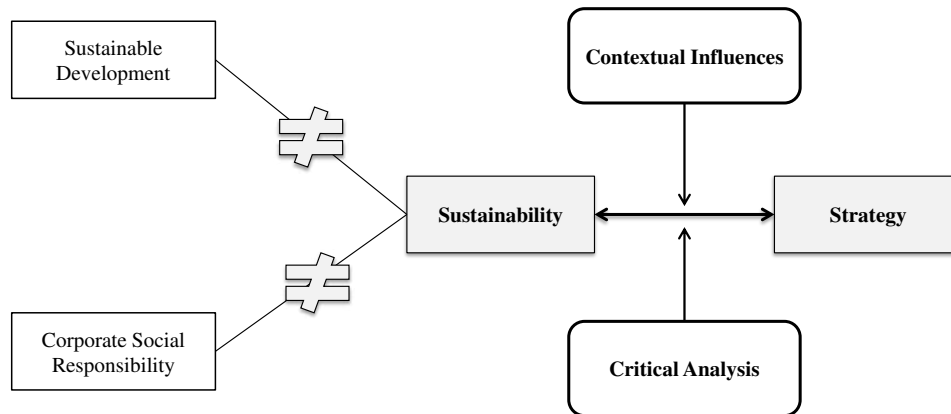 Sustainable
Development
Contextual Influences
≠
Sustainability
Strategy
≠
Corporate Social
Responsibility
Critical Analysis